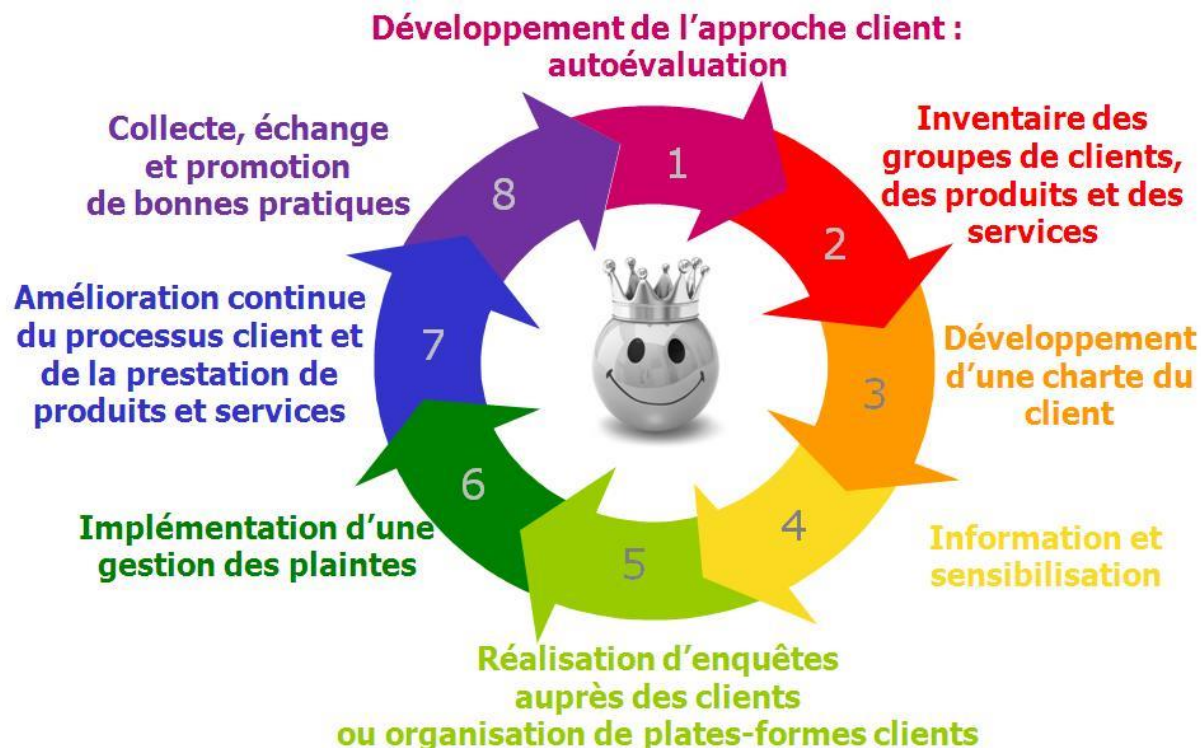 Développement de l'approche client :
autoévaluation
1
Inventaire des
groupes de clients,
des produits et des
services
2
Développement
d'une charte du
client
3
Information et
sensibilisation
4
Réalisation d'enquêtes
auprès des clients
ou organisation de plates-formes clients
5
Implémentation d'une
gestion des plaintes
6
Amélioration continue
du processus client et
de la prestation de
produits et services
7
Collecte, échange
et promotion
de bonnes pratiques
8